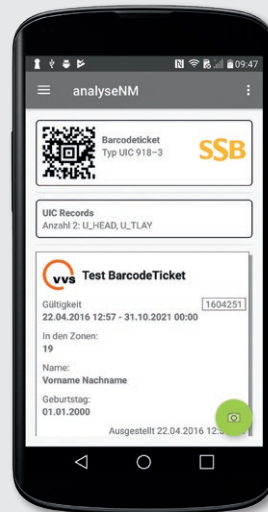 09:47
analyseNM
Barcodeticket
Typ UIC 918-3
SSB
UIC Records
Anzahl 2: U_HEAD, U_TLAY
vvs Test BarcodeTicket
Gültigkeit 1604251
22.04.2016 12:57 - 31.10.2021 00:00
In den Zonen:
19
Name:
Vorname Nachname
Geburtstag:
01.01.2000
Ausgestellt 22.04.2016